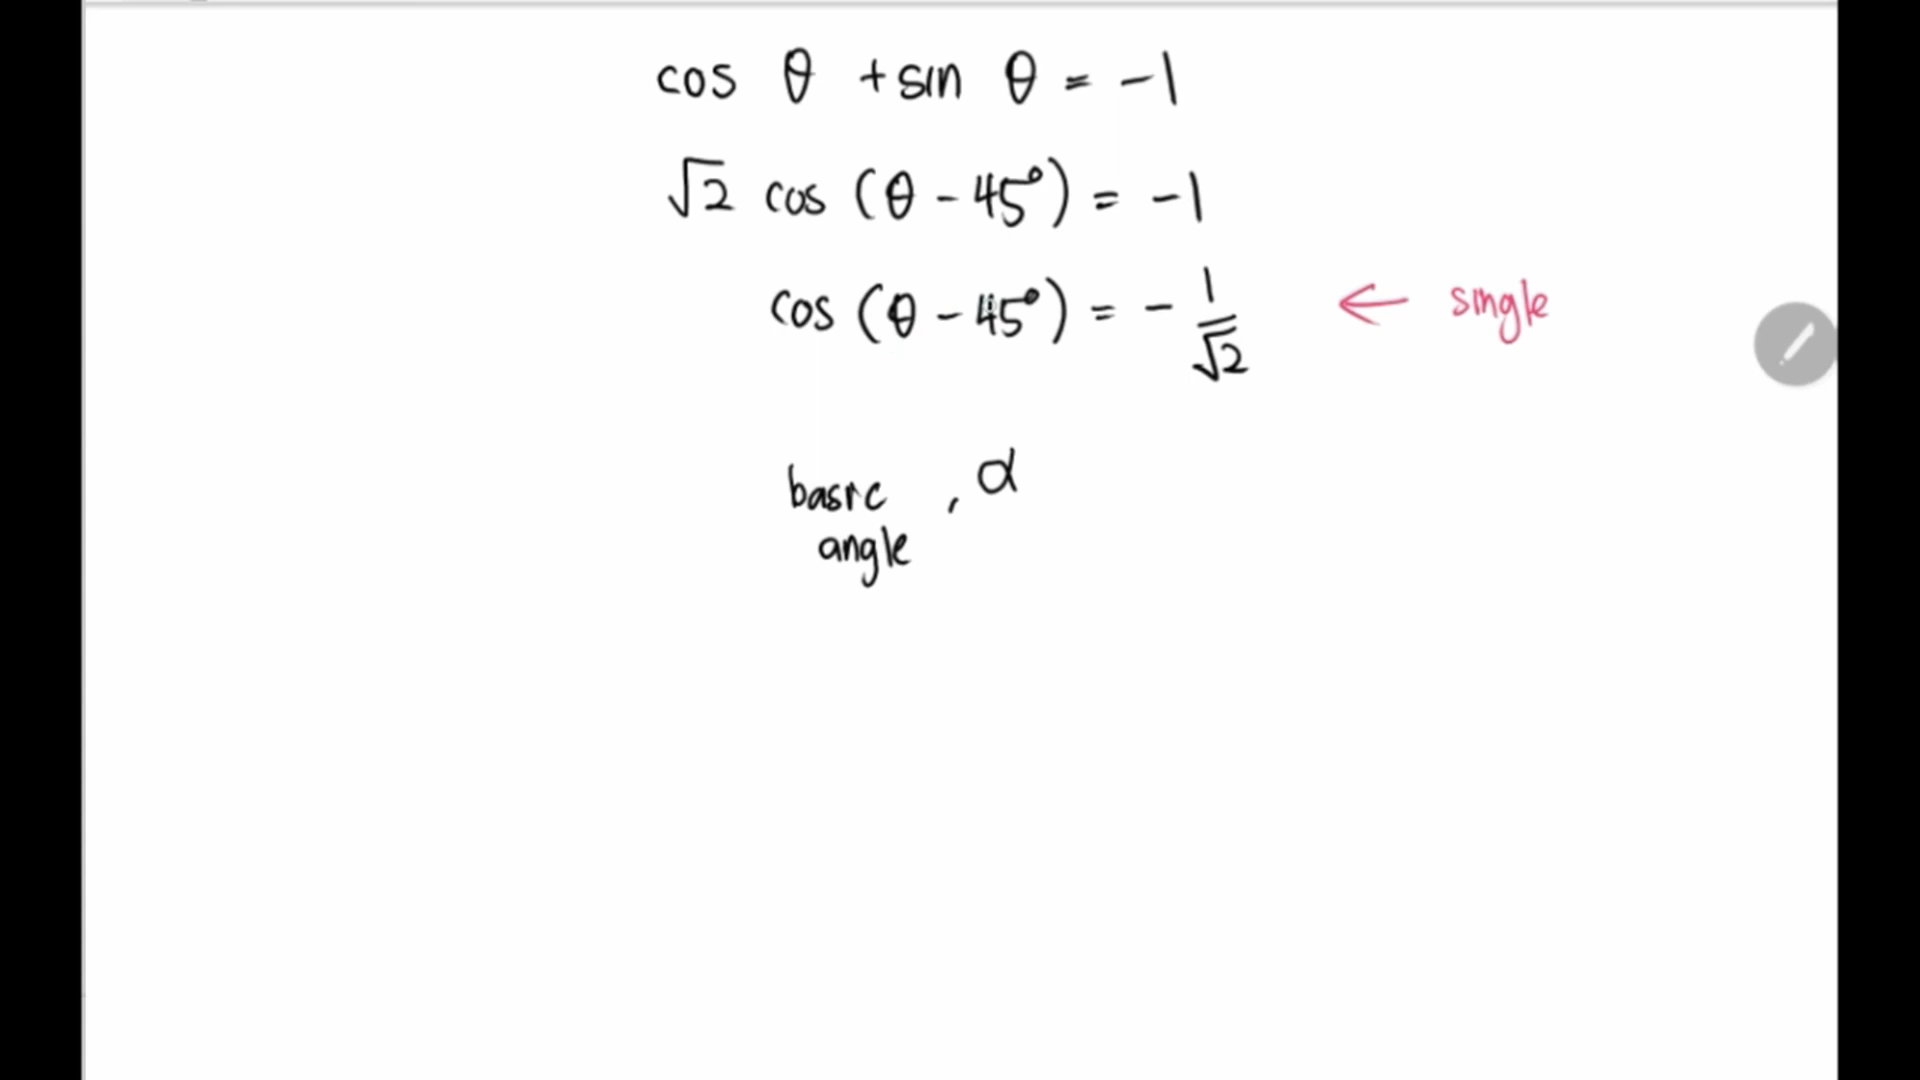 cos θ + sin θ = -1
√2 cos (θ - 45°) = -1
cos (θ - 45°) = - 1/√2 ← single
basic , α
angle